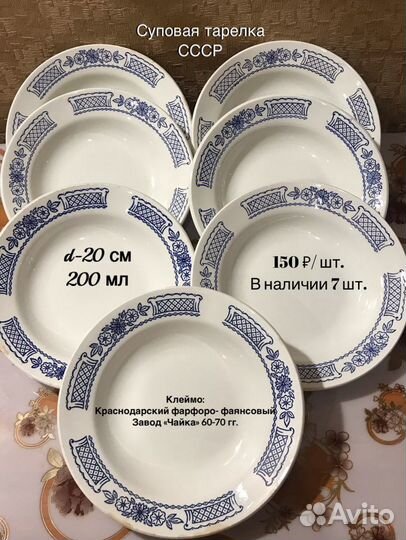 Суповая тарелка
СССР
d-20 см
200 мл
150 ₽/ шт.
В наличии 7 шт.
Клеймо:
Краснодарский фарфоро- фаянсовый
Завод «Чайка» 60-70 гг.
Avito